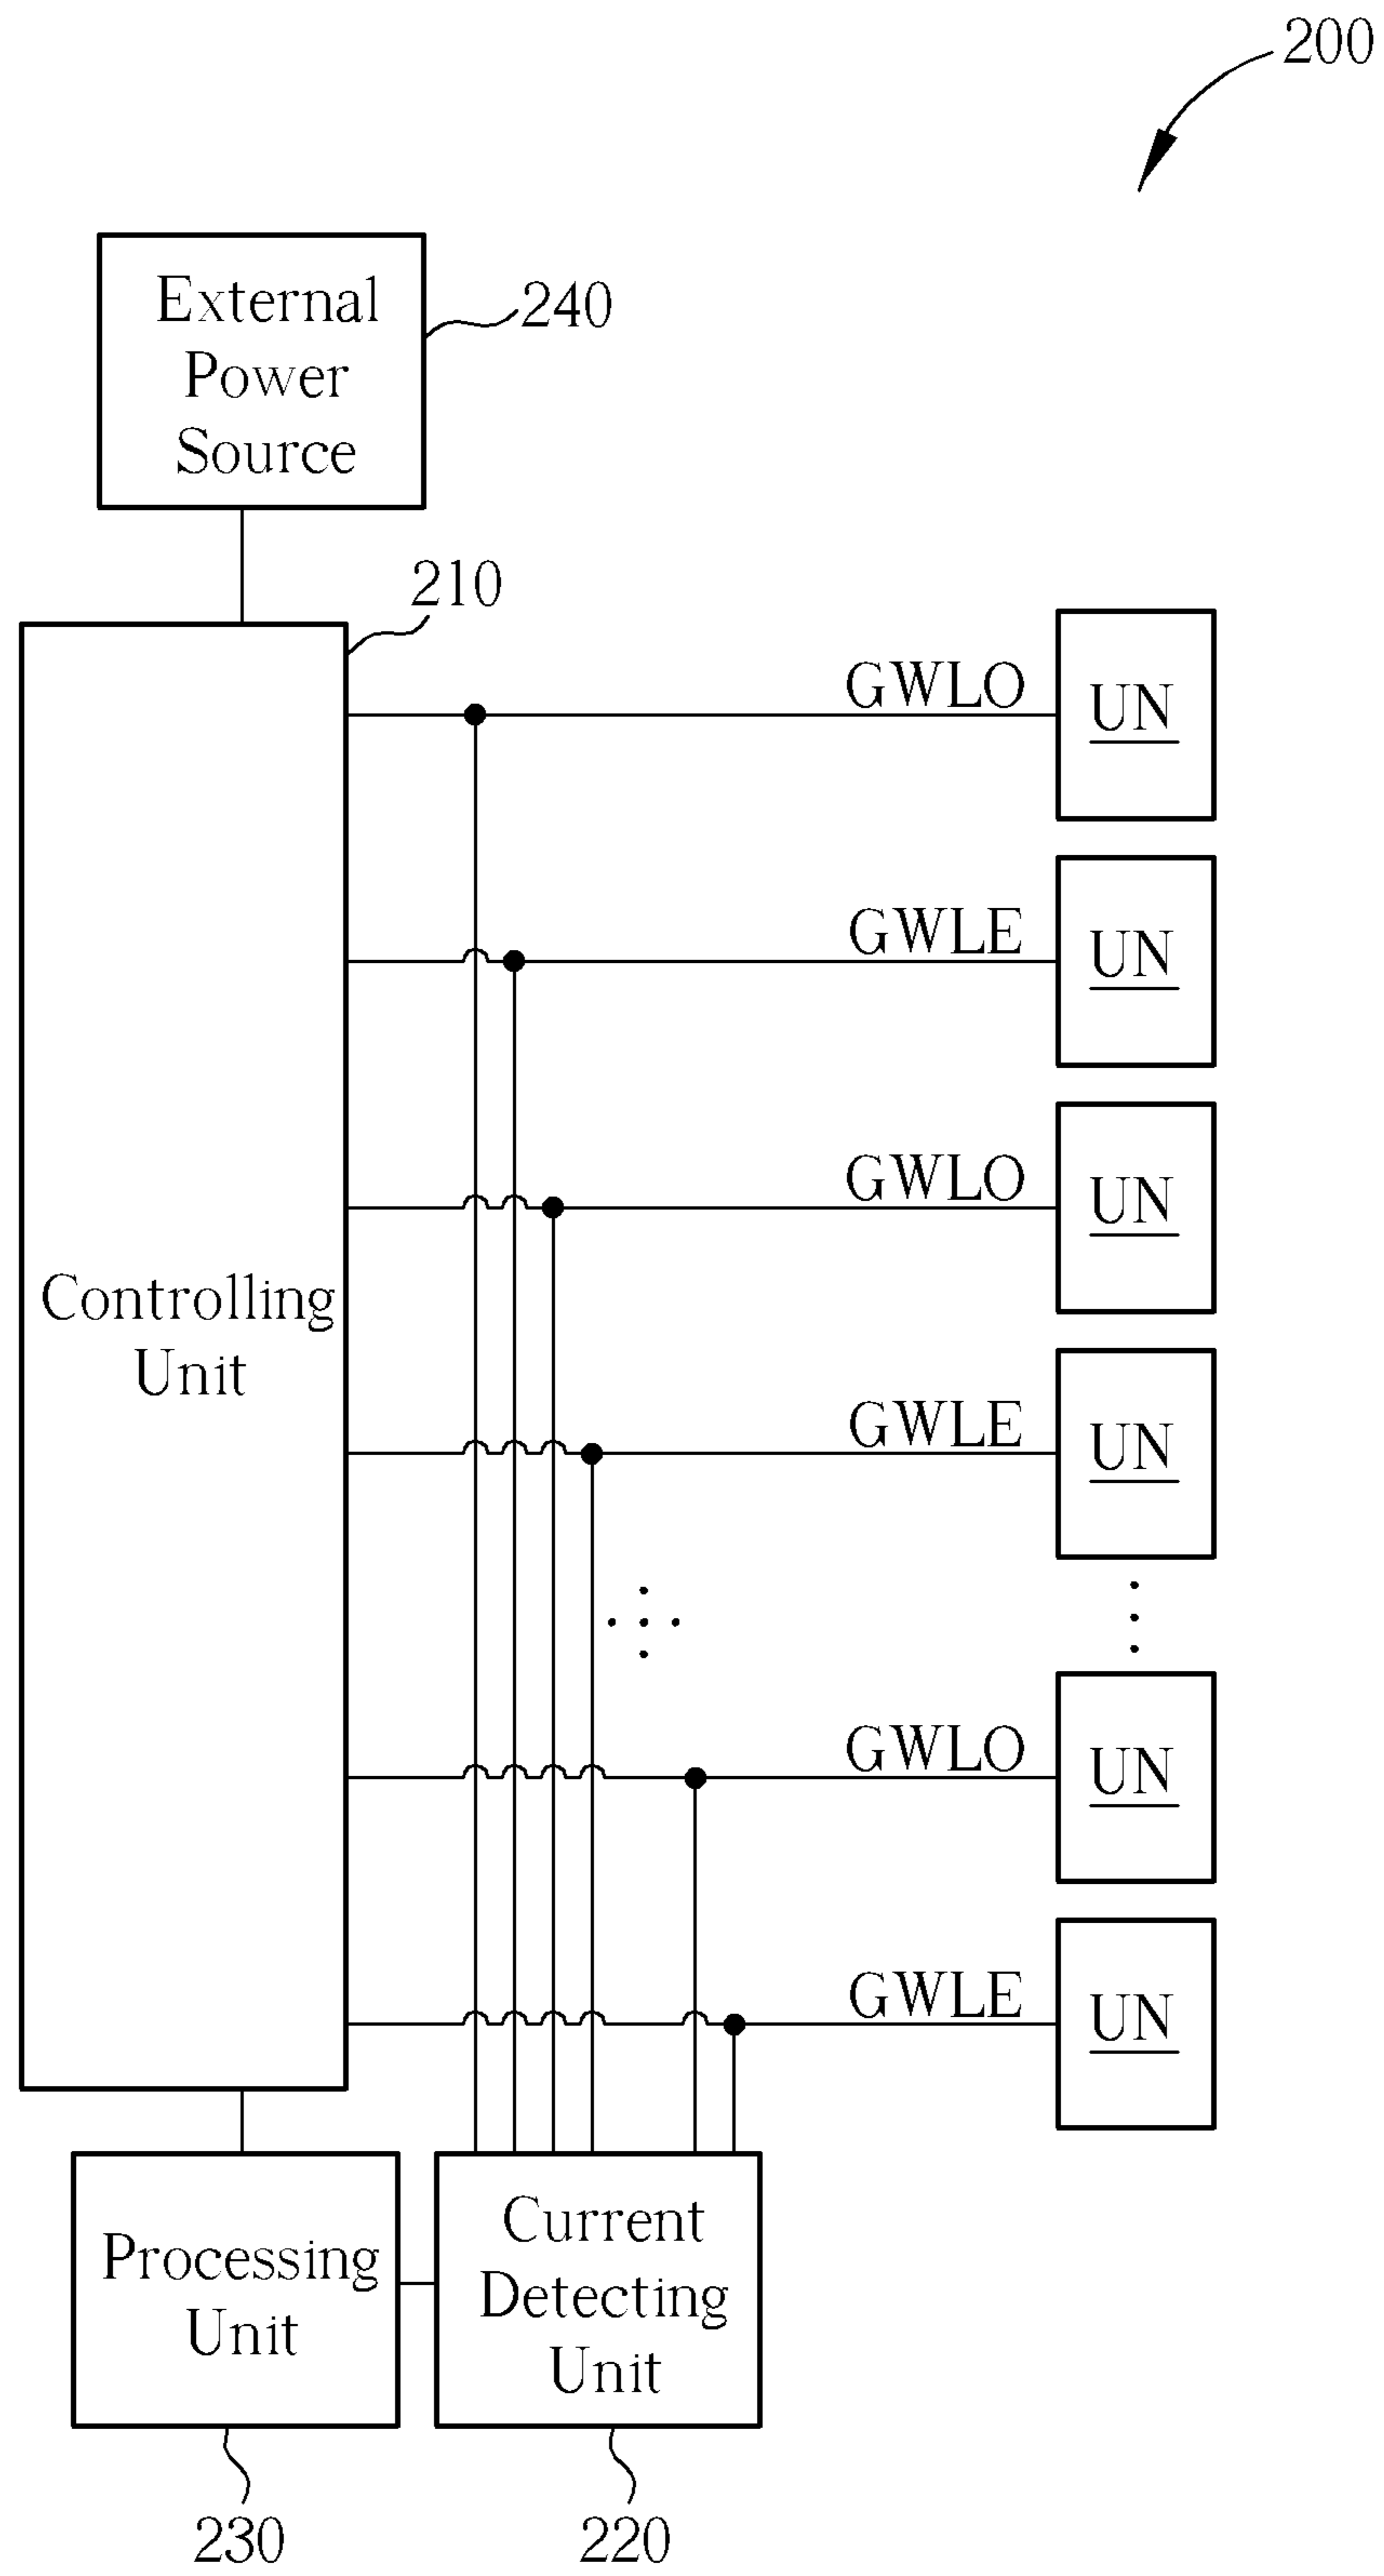 200
External
Power
Source
240
210
GWLO
UN
GWLE
UN
GWLO
UN
Controlling
Unit
GWLE
UN
GWLO
UN
GWLE
UN
Processing
Unit
Current
Detecting
Unit
230
220